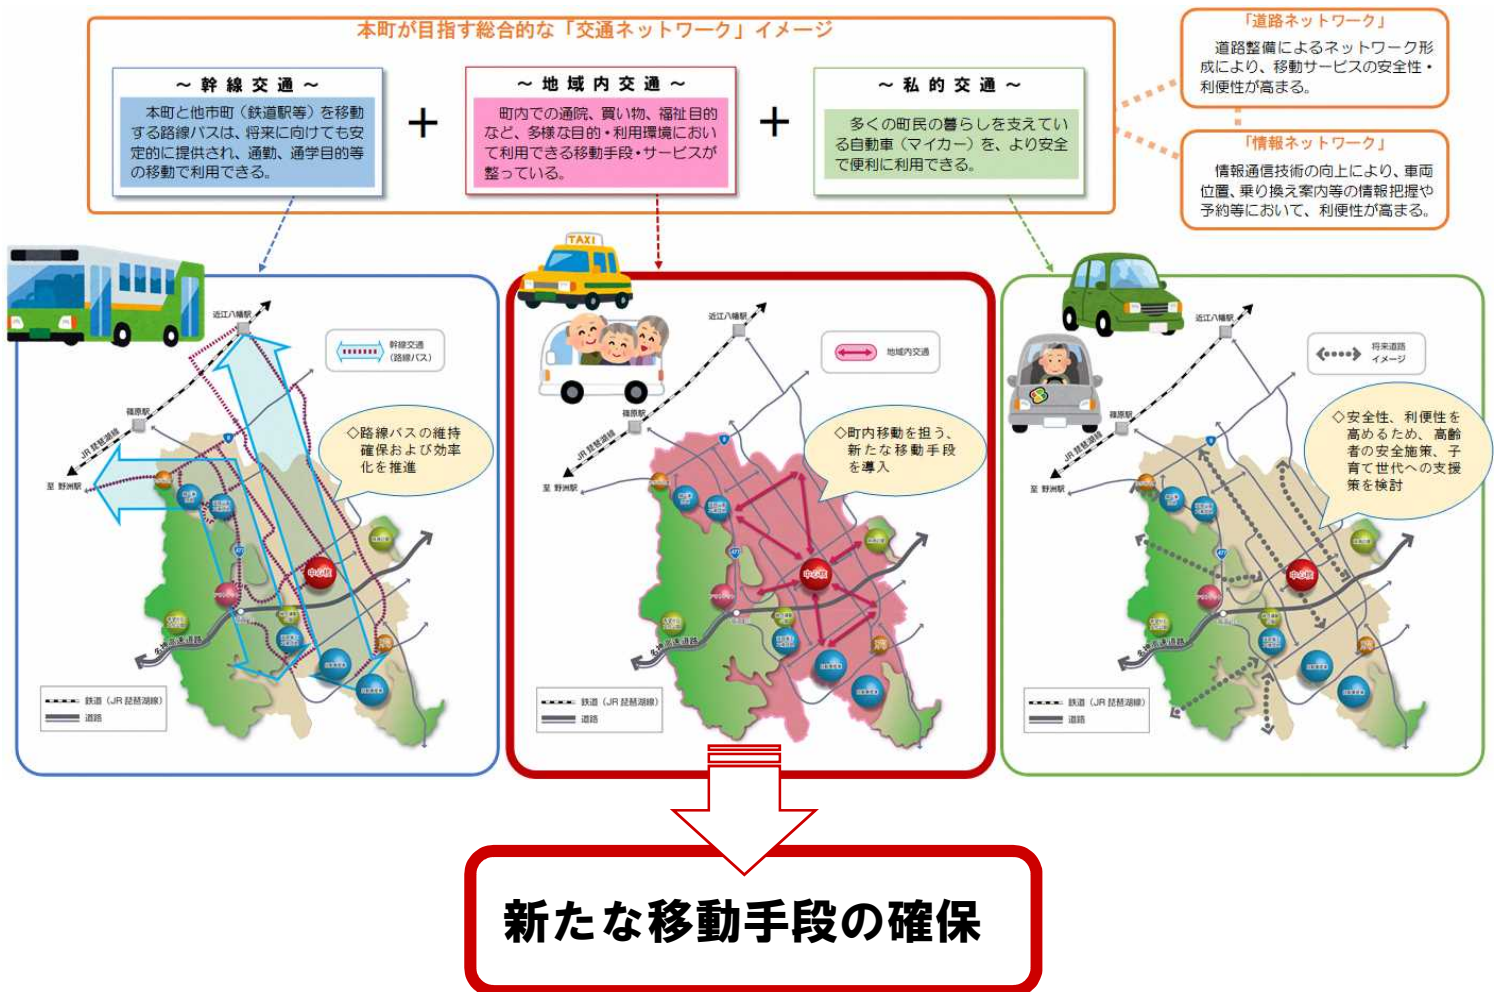 本町が目指す総合的な「交通ネットワーク」イメージ
～ 幹 線 交 通 ～
本町と他市町（鉄道駅等）を移動
する路線バスは、将来に向けても安
定的に提供され、通勤、通学目的等
の移動で利用できる。
＋
～ 地 域 内 交 通 ～
町内での通院、買い物、福祉目的
など、多様な目的・利用環境におい
て利用できる移動手段・サービスが
整っている。
＋
～ 私 的 交 通 ～
多くの町民の暮らしを支えてい
る自動車（マイカー）を、より安全
で便利に利用できる。
「道路ネットワーク」
道路整備によるネットワーク形
成により、移動サービスの安全性・
利便性が高まる。
「情報ネットワーク」
情報通信技術の向上により、車両
位置、乗り換え案内等の情報把握や
予約等において、利便性が高まる。
近江八幡駅
幹線交通
（路線バス）
篠原駅
JR 琵琶湖線
至 野洲駅
◇路線バスの維持
確保および効率
化を推進
8
477
中心核
名神高速道路
鉄道（JR 琵琶湖線）
道路
TAXI
近江八幡駅
地域内交通
篠原駅
JR 琵琶湖線
至 野洲駅
◇町内移動を担う、
新たな移動手段
を導入
8
477
中心核
名神高速道路
鉄道（JR 琵琶湖線）
道路
近江八幡駅
将来道路
イメージ
篠原駅
JR 琵琶湖線
至 野洲駅
◇安全性、利便性を
高めるため、高齢
者の安全施策、子
育て世代への支援
策を検討
8
477
中心核
名神高速道路
鉄道（JR 琵琶湖線）
道路
新たな移動手段の確保